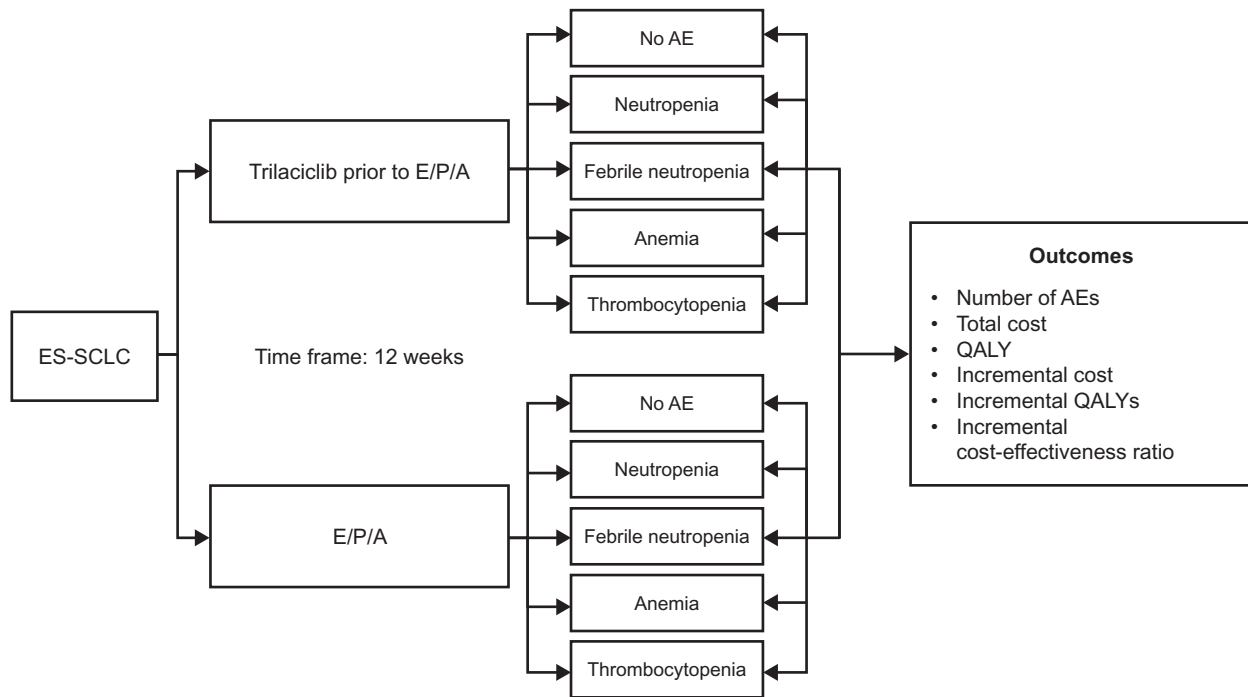 ES-SCLC
Time frame: 12 weeks
Trilaciclib prior to E/P/A
No AE
Neutropenia
Febrile neutropenia
Anemia
Thrombocytopenia
E/P/A
No AE
Neutropenia
Febrile neutropenia
Anemia
Thrombocytopenia
Outcomes
• Number of AEs
• Total cost
• QALY
• Incremental cost
• Incremental QALYs
• Incremental
cost-effectiveness ratio